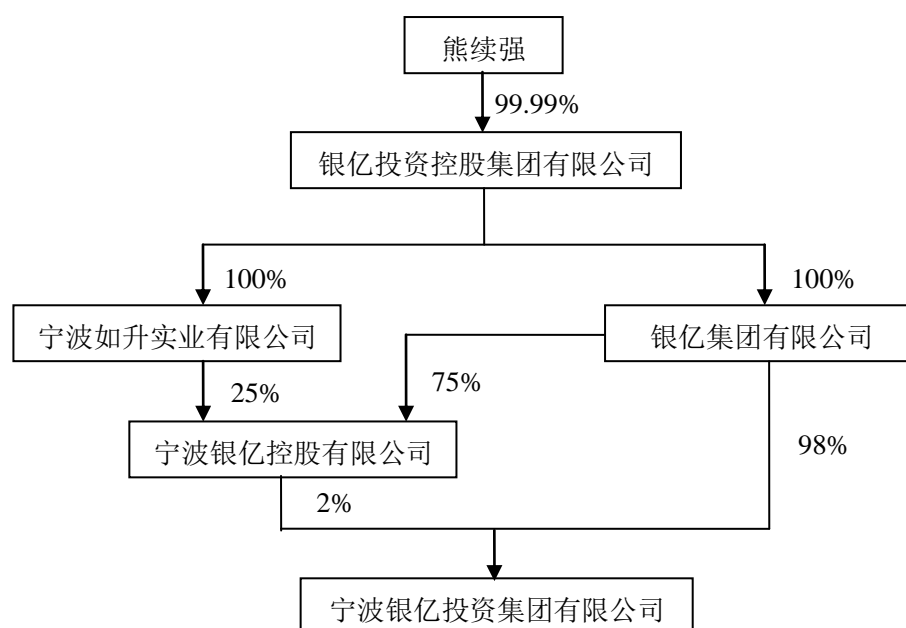 熊续强
99.99%
银亿投资控股集团有限公司
100%
100%
宁波如升实业有限公司
银亿集团有限公司
25%
75%
宁波银亿控股有限公司
98%
2%
宁波银亿投资集团有限公司